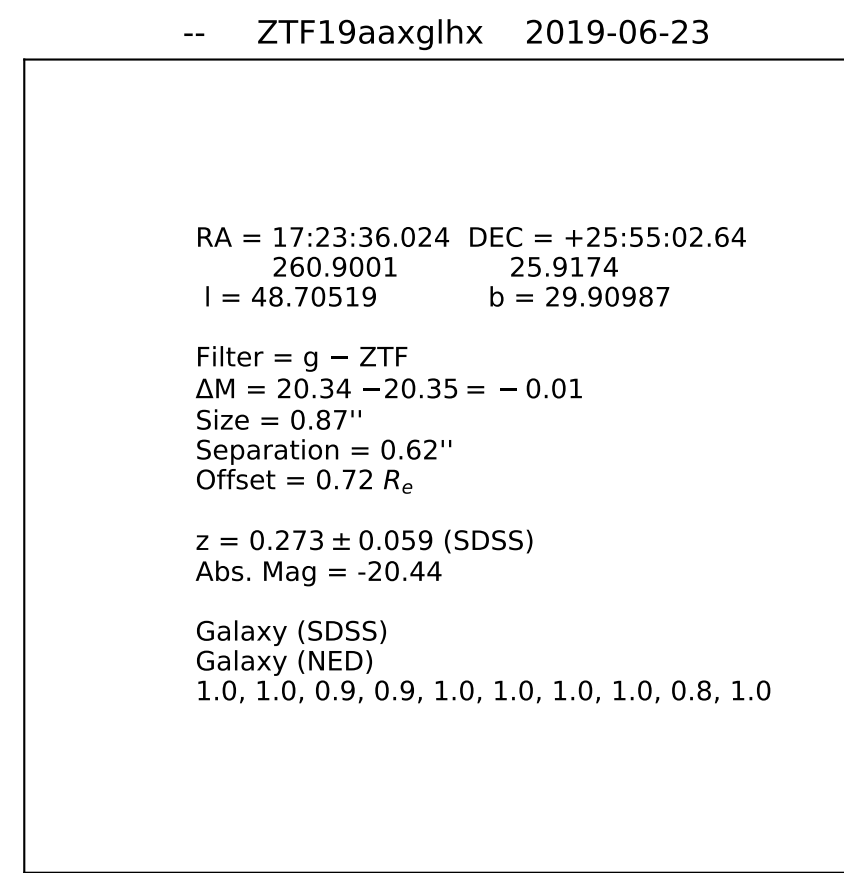 -- ZTF19aaxglhx 2019-06-23
RA = 17:23:36.024 DEC = +25:55:02.64
260.9001 25.9174
l = 48.70519 b = 29.90987
Filter = g − ZTF
ΔM = 20.34 −20.35 = − 0.01
Size = 0.87''
Separation = 0.62''
Offset = 0.72 Rₑ
z = 0.273 ± 0.059 (SDSS)
Abs. Mag = -20.44
Galaxy (SDSS)
Galaxy (NED)
1.0, 1.0, 0.9, 0.9, 1.0, 1.0, 1.0, 1.0, 0.8, 1.0